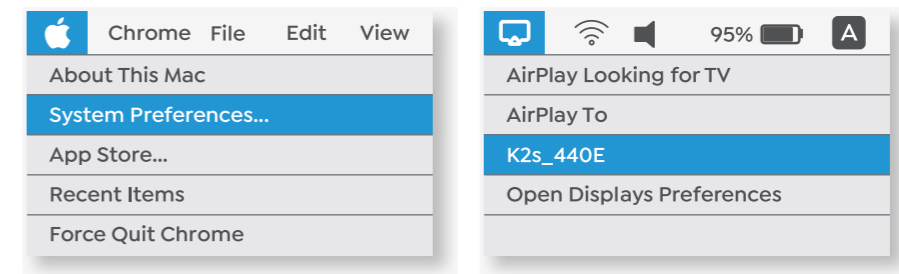 Chrome File Edit View
About This Mac
System Preferences...
App Store...
Recent Items
Force Quit Chrome
95% A
AirPlay Looking for TV
AirPlay To
K2s_440E
Open Displays Preferences